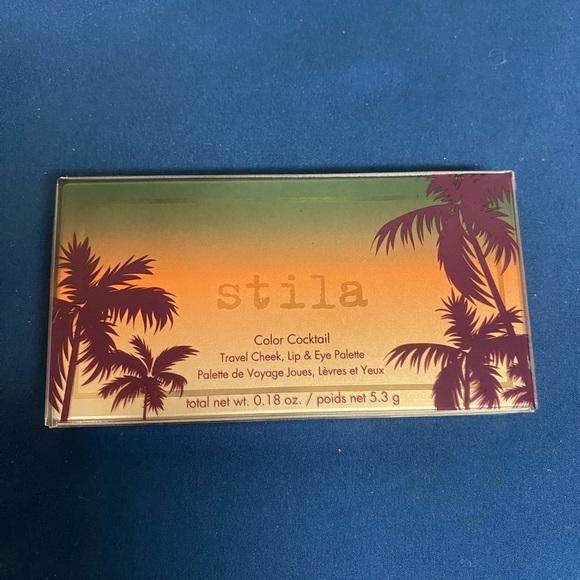 stila
Color Cocktail
Travel Cheek, Lip & Eye Palette
Palette de Voyage Joues, Lèvres et Yeux
total net wt. 0.18 oz. / poids net 5.3 g